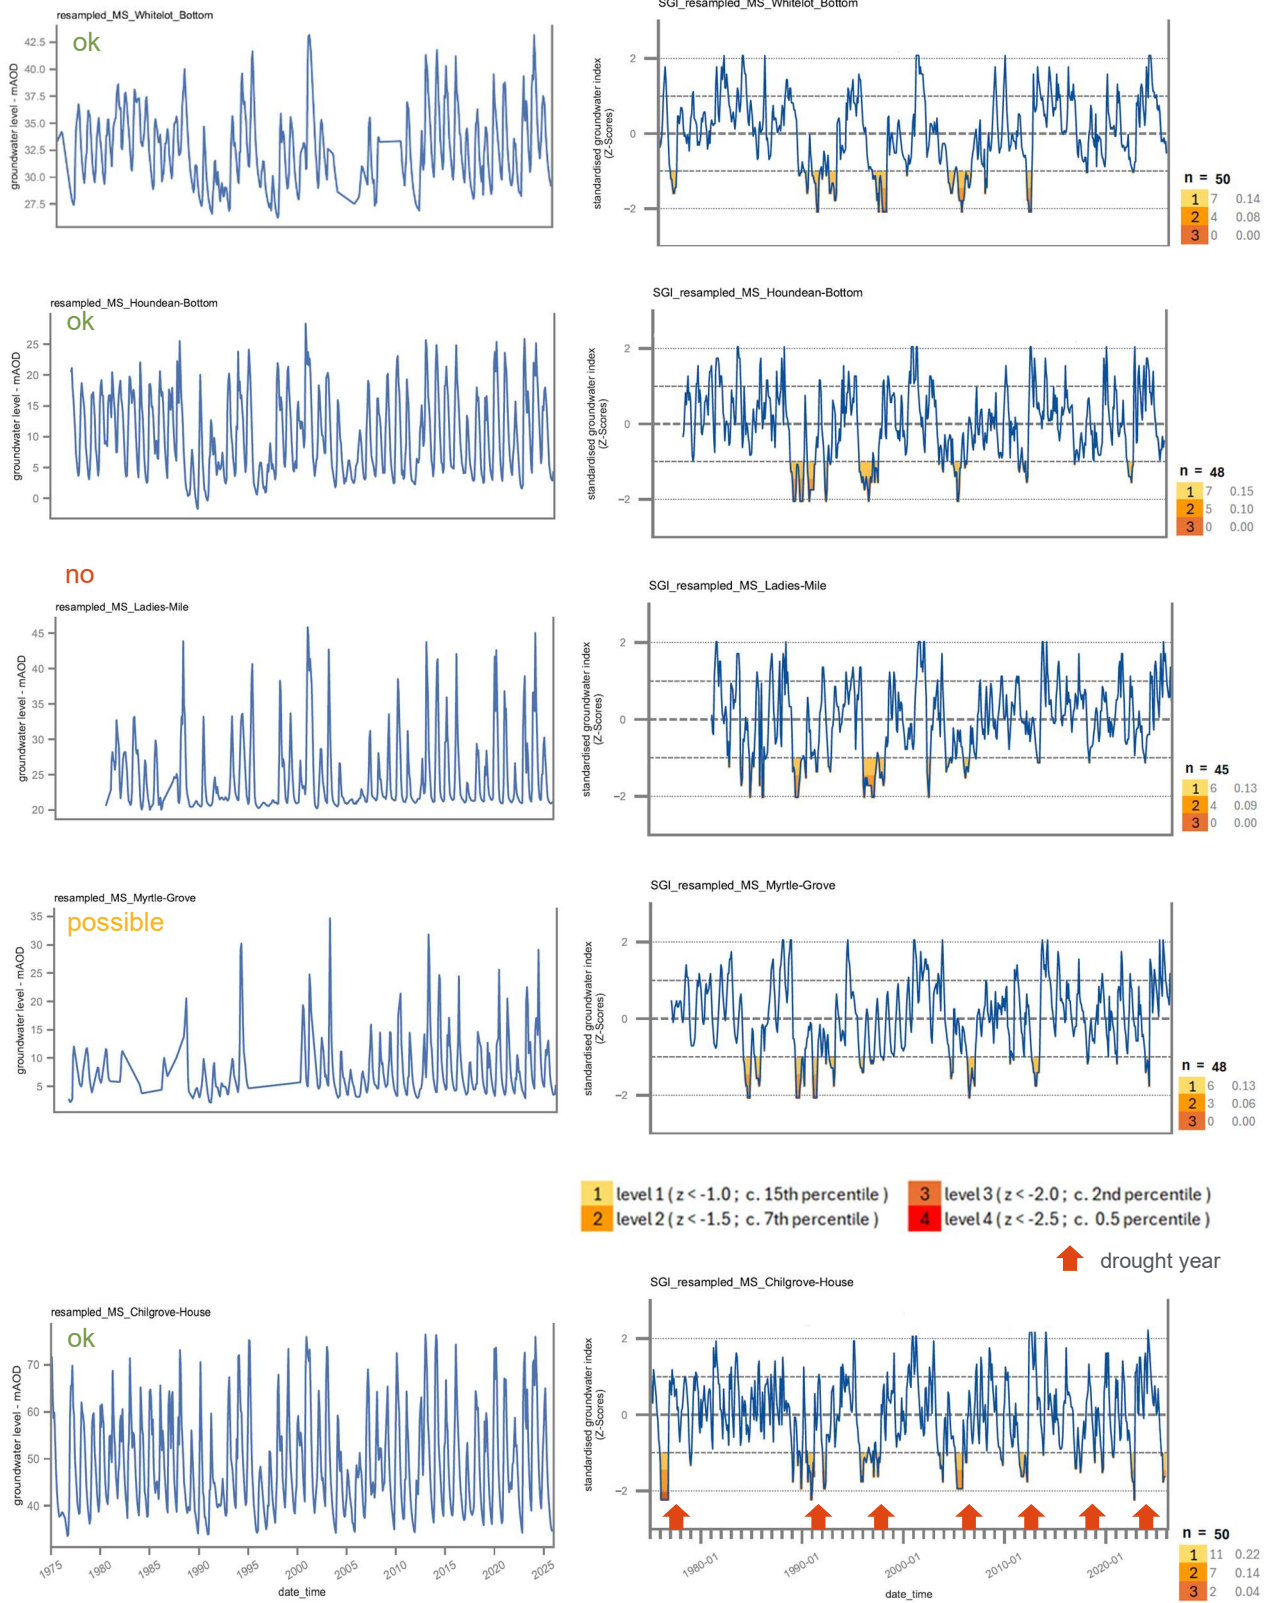 resampled_MS_Whitelot_Bottom
ok
42.5
40.0
37.5
35.0
32.5
30.0
27.5
groundwater level - mAOD
SGI_resampled_MS_Whitelot_Bottom
2
0
−2
standardised groundwater index
(Z-Scores)
n = 50
1 7 0.14
2 4 0.08
3 0 0.00
resampled_MS_Houndean-Bottom
ok
25
20
15
10
5
0
groundwater level - mAOD
SGI_resampled_MS_Houndean-Bottom
2
0
−2
standardised groundwater index
(Z-Scores)
n = 48
1 7 0.15
2 5 0.10
3 0 0.00
no
resampled_MS_Ladies-Mile
45
40
35
30
25
20
groundwater level - mAOD
SGI_resampled_MS_Ladies-Mile
2
0
−2
standardised groundwater index
(Z-Scores)
n = 45
1 6 0.13
2 4 0.09
3 0 0.00
resampled_MS_Myrtle-Grove
possible
35
30
25
20
15
10
5
groundwater level - mAOD
SGI_resampled_MS_Myrtle-Grove
2
0
−2
standardised groundwater index
(Z-Scores)
n = 48
1 6 0.13
2 3 0.06
3 0 0.00
1 level 1 ( z < -1.0 ; c. 15th percentile )
2 level 2 ( z < -1.5 ; c. 7th percentile )
3 level 3 ( z < -2.0 ; c. 2nd percentile )
4 level 4 ( z < -2.5 ; c. 0.5 percentile )
drought year
resampled_MS_Chilgrove-House
ok
70
60
50
40
groundwater level - mAOD
1975 1980 1985 1990 1995 2000 2005 2010 2015 2020 2025
date_time
SGI_resampled_MS_Chilgrove-House
2
0
−2
standardised groundwater index
(Z-Scores)
1980-01 1990-01 2000-01 2010-01 2020-01
date_time
n = 50
1 11 0.22
2 7 0.14
3 2 0.04